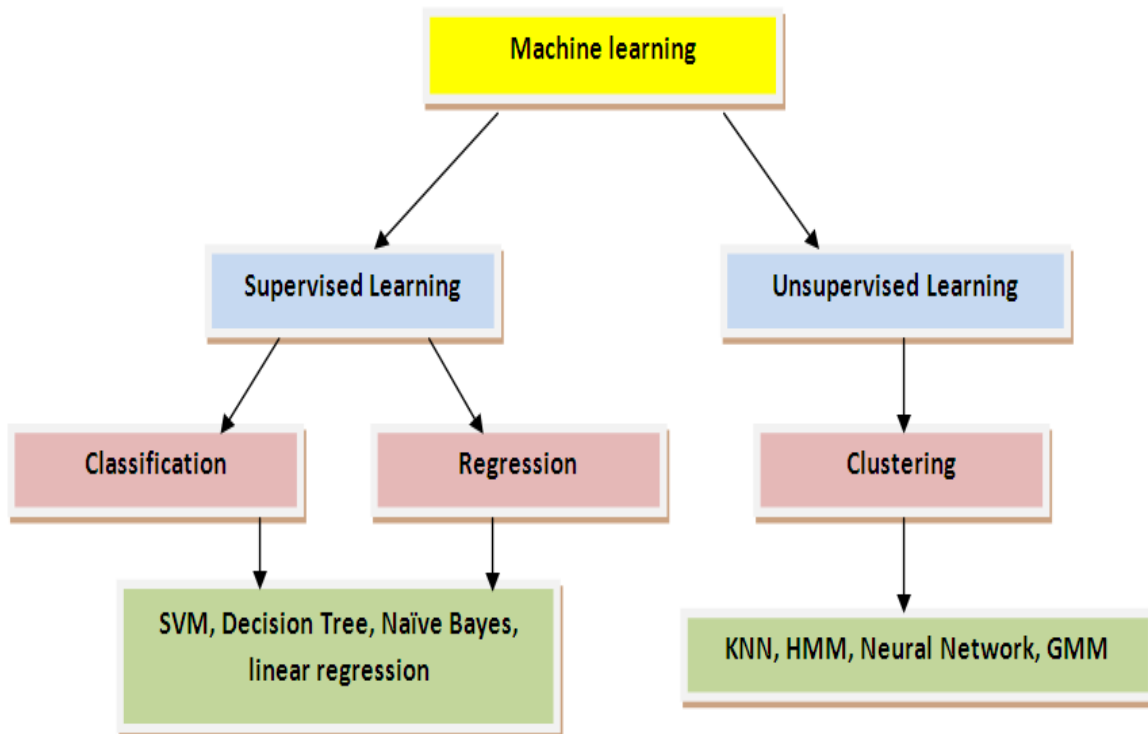 Machine learning
Supervised Learning
Unsupervised Learning
Classification
Regression
Clustering
SVM, Decision Tree, Naïve Bayes,
linear regression
KNN, HMM, Neural Network, GMM